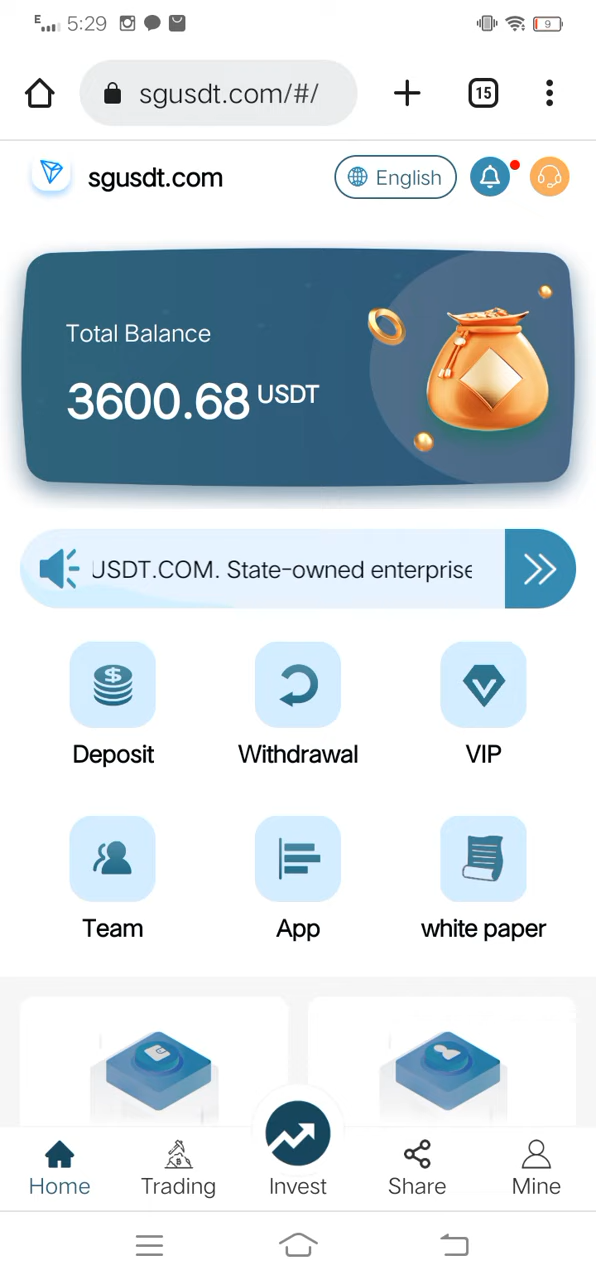 E 5:29 9
sgusdt.com/#/ 15
sgusdt.com English
Total Balance
3600.68 USDT
USDT.COM. State-owned enterprise
Deposit Withdrawal VIP
Team App white paper
Home Trading Invest Share Mine